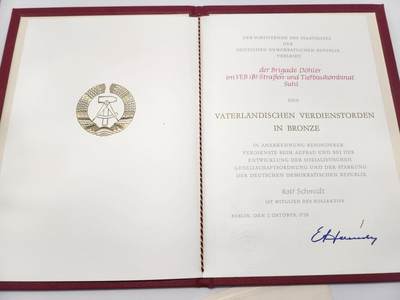 DER VORSITZENDE DES STAATSRATES
DER
DEUTSCHEN DEMOKRATISCHEN REPUBLIK
VERLEIHT
der Brigade Döhler
im VEB (B) Straßen- und Tiefbaukombinat
Suhl
DEN
VATERLÄNDISCHEN VERDIENSTORDEN
IN BRONZE
IN ANERKENNUNG BESONDERER
VERDIENSTE BEIM AUFBAU UND BEI DER
ENTWICKLUNG DER SOZIALISTISCHEN
GESELLSCHAFTSORDNUNG UND DER STÄRKUNG
DER DEUTSCHEN DEMOKRATISCHEN REPUBLIK
Rolf Schmidt
IST MITGLIED DES KOLLEKTIVS
BERLIN, DEN 2. OKTOBER